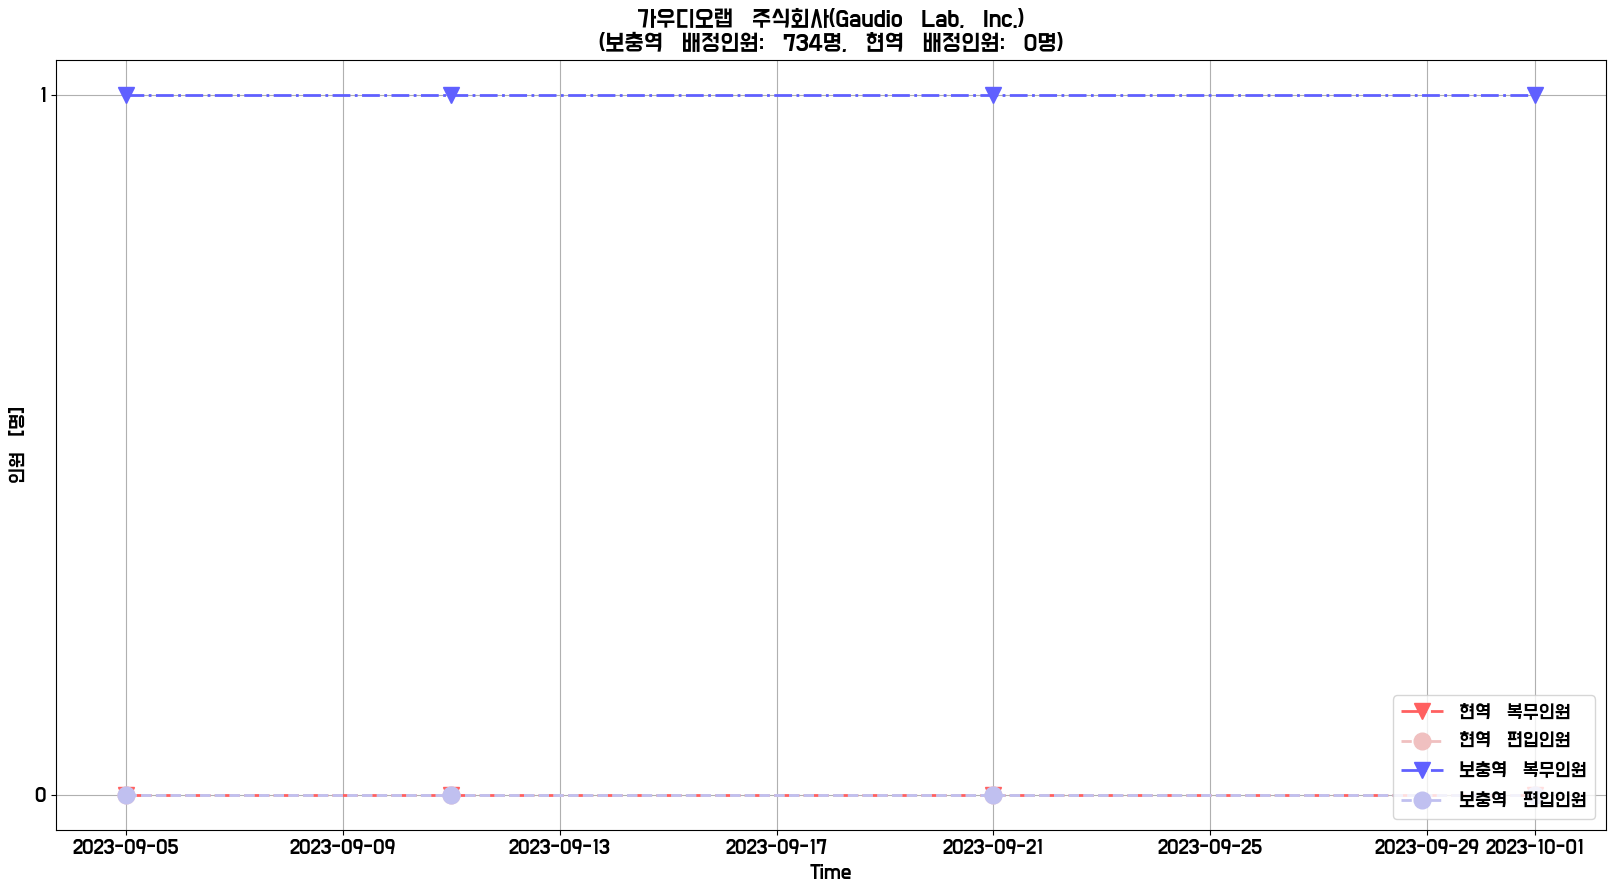 가우디오랩 주식회사(Gaudio Lab. Inc.)
(보충역 배정인원: 734명, 현역 배정인원: 0명)
1
인원 [명]
0
현역 복무인원
현역 편입인원
보충역 복무인원
보충역 편입인원
2023-09-05 2023-09-09 2023-09-13 2023-09-17 2023-09-21 2023-09-25 2023-09-29 2023-10-01
Time